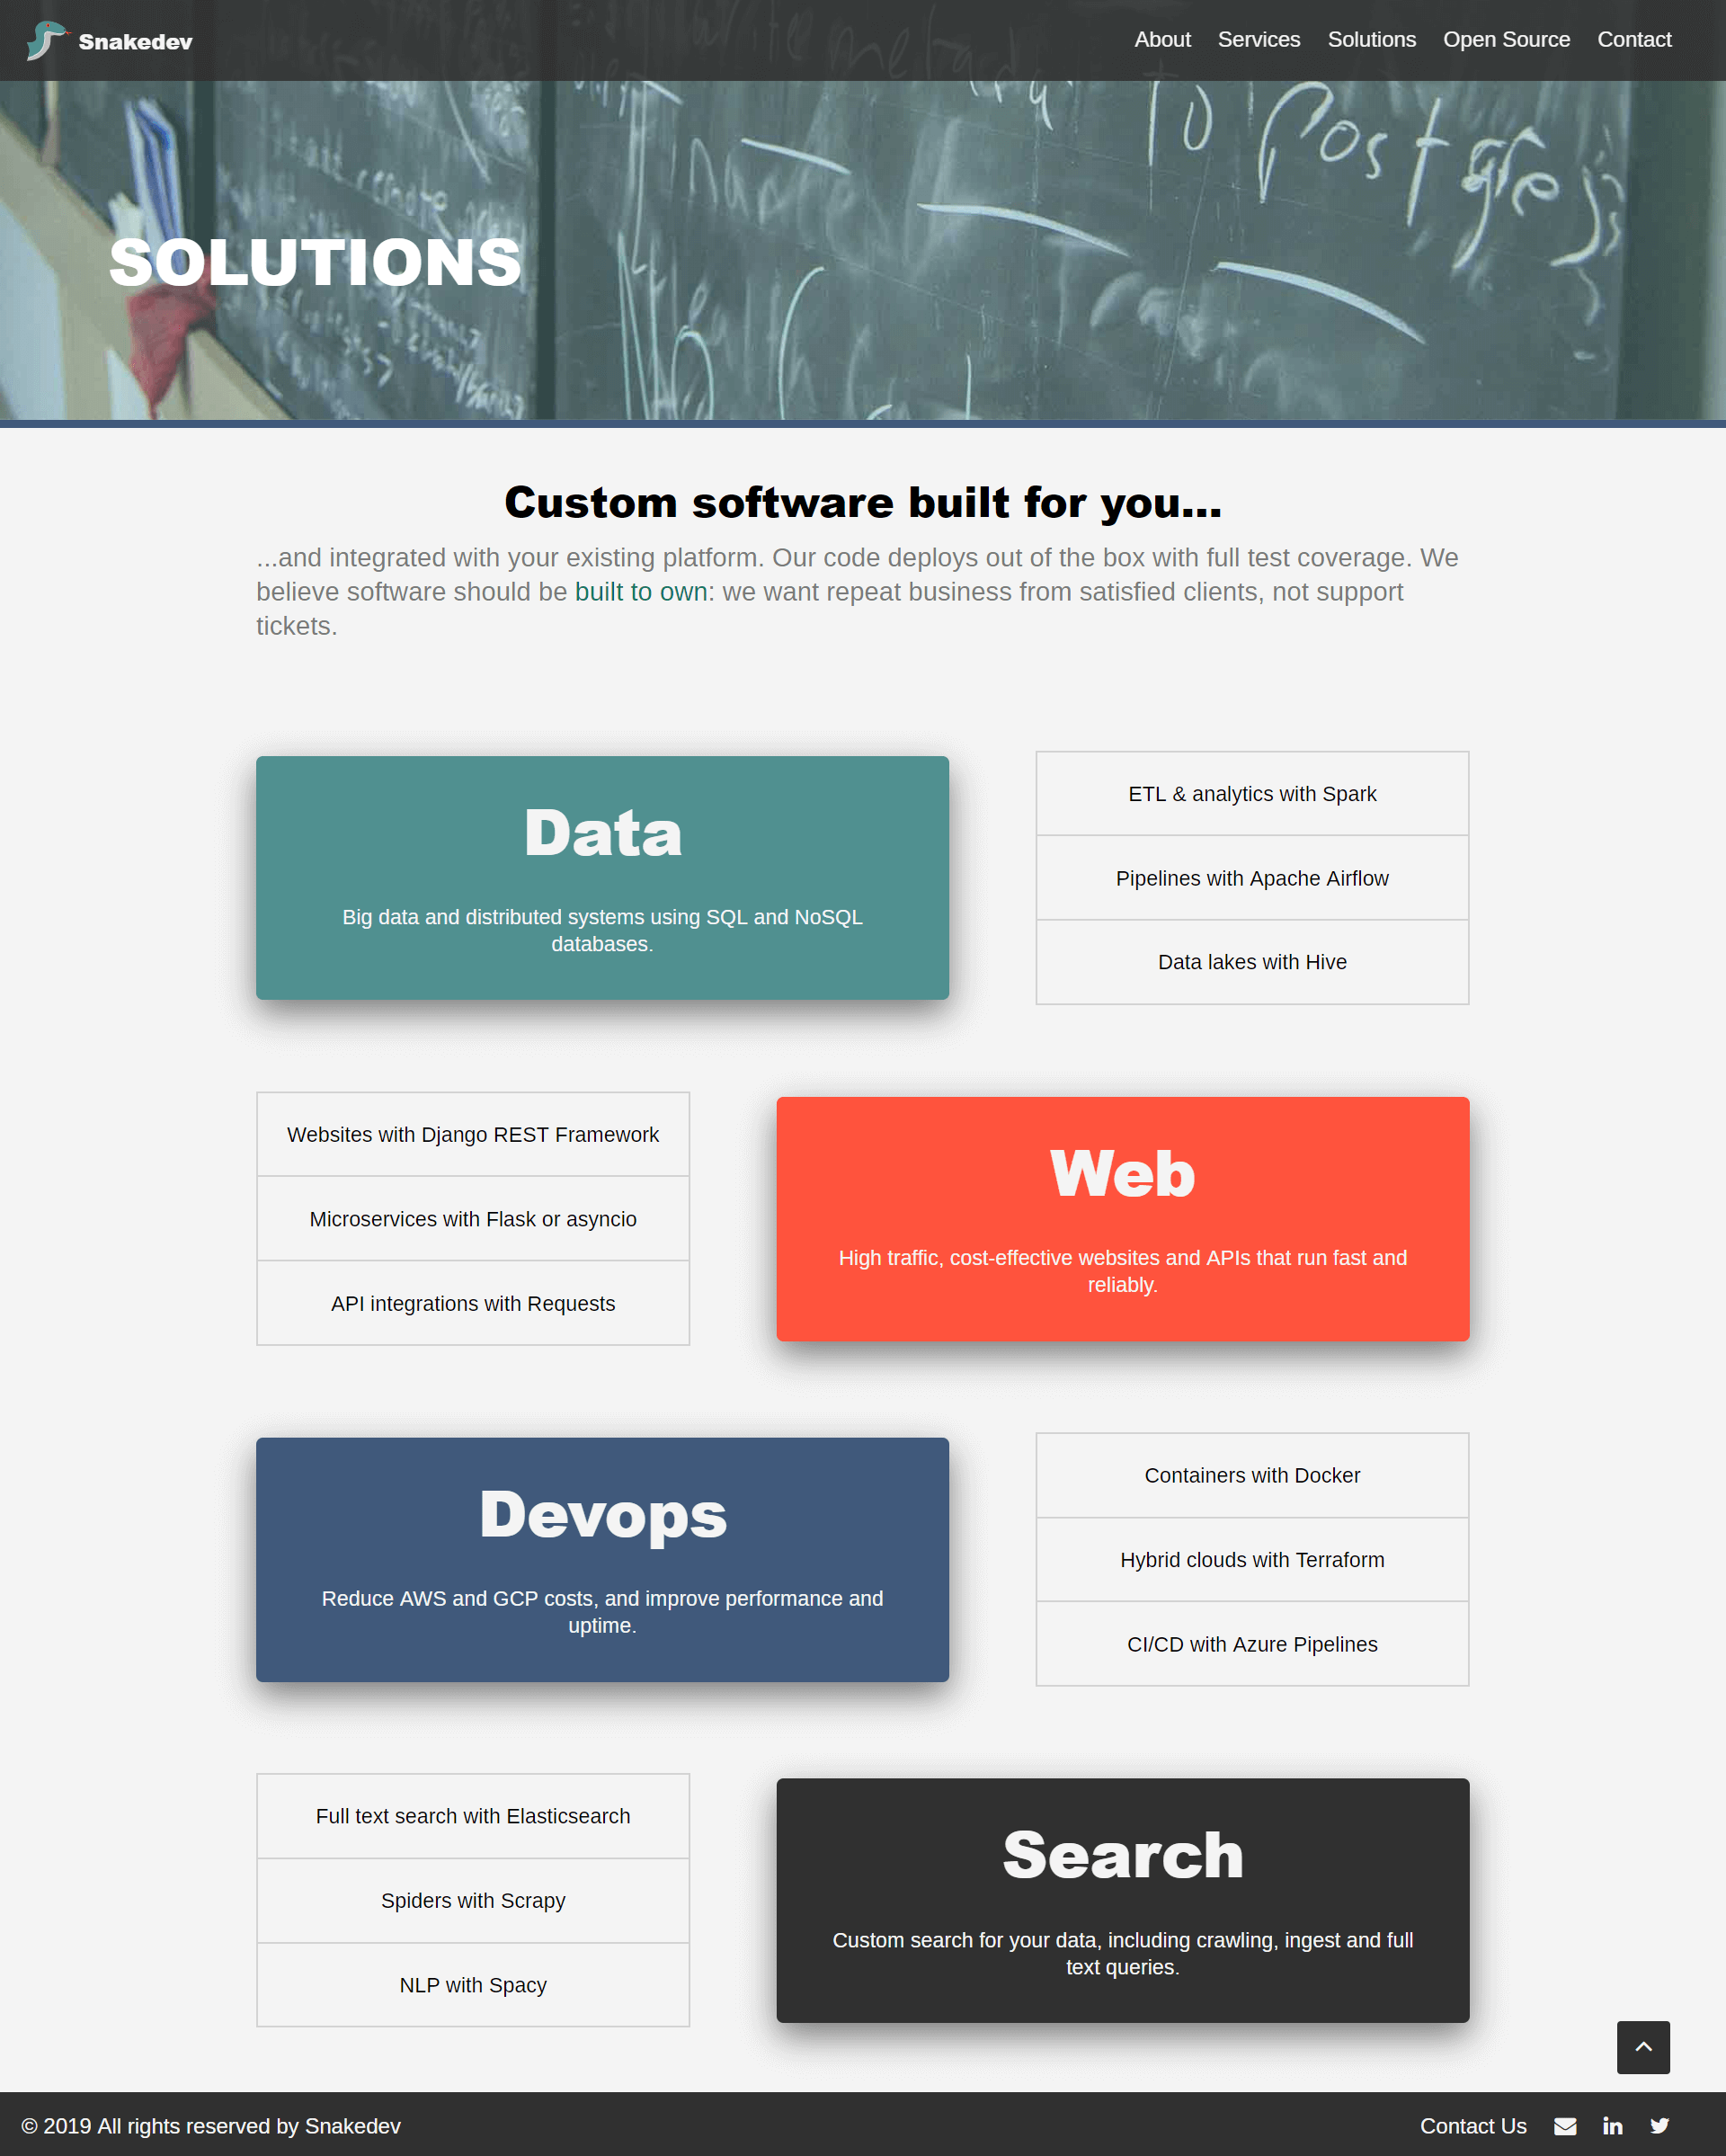 Snakedev
About
Services
Solutions
Open Source
Contact
to Postgres
SOLUTIONS
Custom software built for you...
...and integrated with your existing platform. Our code deploys out of the box with full test coverage. We
believe software should be built to own: we want repeat business from satisfied clients, not support
tickets.
Data
Big data and distributed systems using SQL and NoSQL
databases.
ETL & analytics with Spark
Pipelines with Apache Airflow
Data lakes with Hive
Websites with Django REST Framework
Microservices with Flask or asyncio
API integrations with Requests
Web
High traffic, cost-effective websites and APIs that run fast and
reliably.
Devops
Reduce AWS and GCP costs, and improve performance and
uptime.
Containers with Docker
Hybrid clouds with Terraform
CI/CD with Azure Pipelines
Full text search with Elasticsearch
Spiders with Scrapy
NLP with Spacy
Search
Custom search for your data, including crawling, ingest and full
text queries.
© 2019 All rights reserved by Snakedev
Contact Us